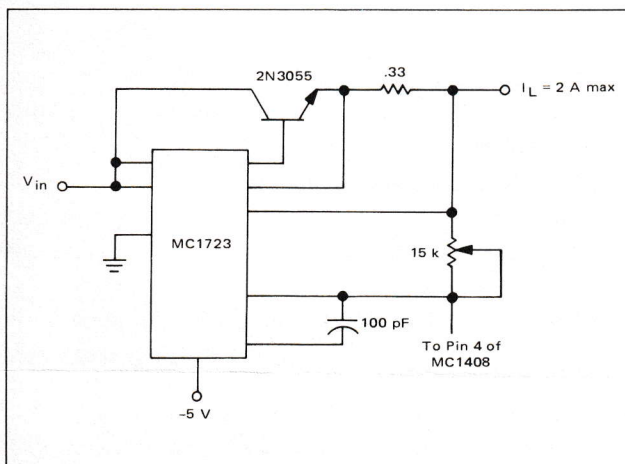 2N3055
.33
I_L = 2 A max
V_in
MC1723
15 k
100 pF
To Pin 4 of
MC1408
-5 V